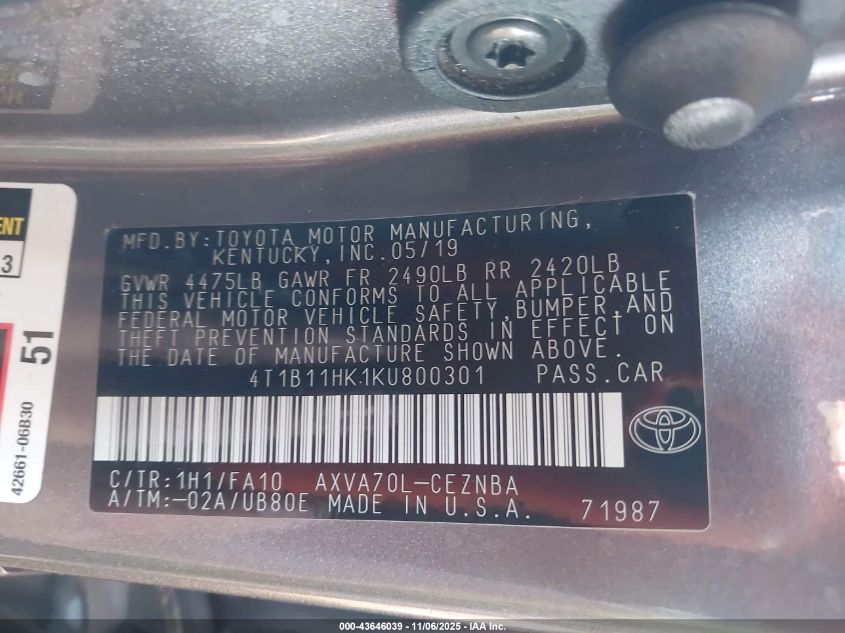 MFD.BY:TOYOTA MOTOR MANUFACTURING,
KENTUCKY,INC.05/19
GVWR 4475LB GAWR FR 2490LB RR 2420LB
THIS VEHICLE CONFORMS TO ALL APPLICABLE
FEDERAL MOTOR VEHICLE SAFETY,BUMPER,AND
THEFT PREVENTION STANDARDS IN EFFECT ON
THE DATE OF MANUFACTURE SHOWN ABOVE.
4T1B11HK1KU800301 PASS.CAR
C/TR:1H1/FA10 AXVA70L-CEZNBA
A/TM:-02A/UB80E MADE IN U.S.A. 71987
ENT
3
51
42661-06B30
000-43646039 - 11/06/2025 - IAA Inc.